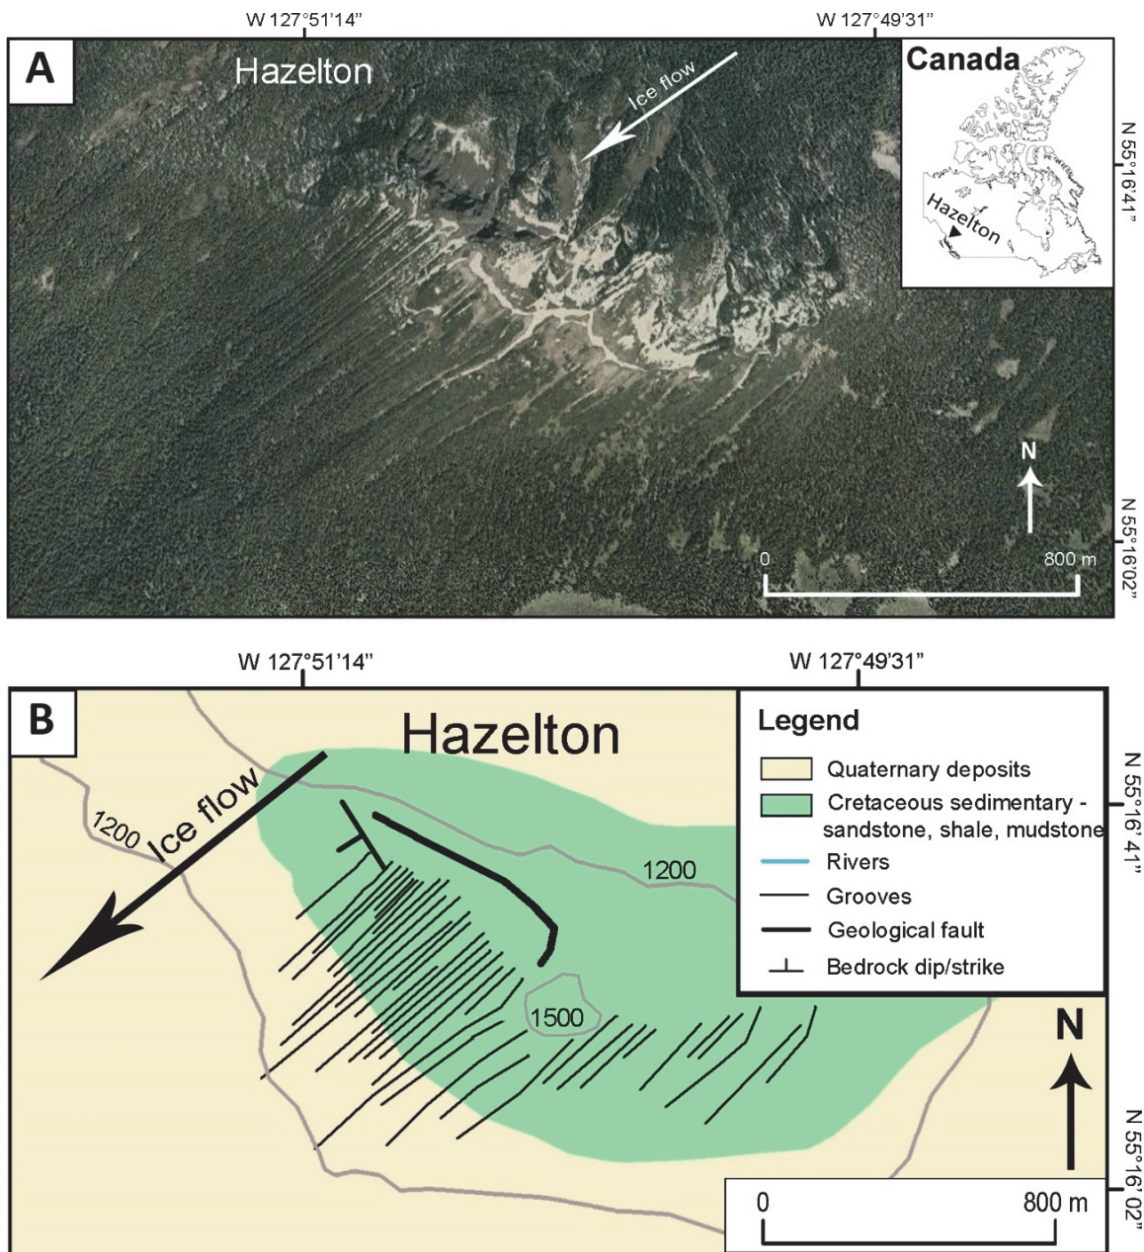 W 127°51'14”
W 127°49'31”
A
Hazelton
Ice flow
Canada
Hazelton
N 55°16'41”
N
0
800 m
N 55°16'02”
W 127°51'14”
W 127°49'31”
B
Hazelton
Ice flow
1200
1200
1500
Legend
Quaternary deposits
Cretaceous sedimentary -
sandstone, shale, mudstone
Rivers
Grooves
Geological fault
Bedrock dip/strike
N 55°16' 41”
N
0
800 m
N 55°16' 02”